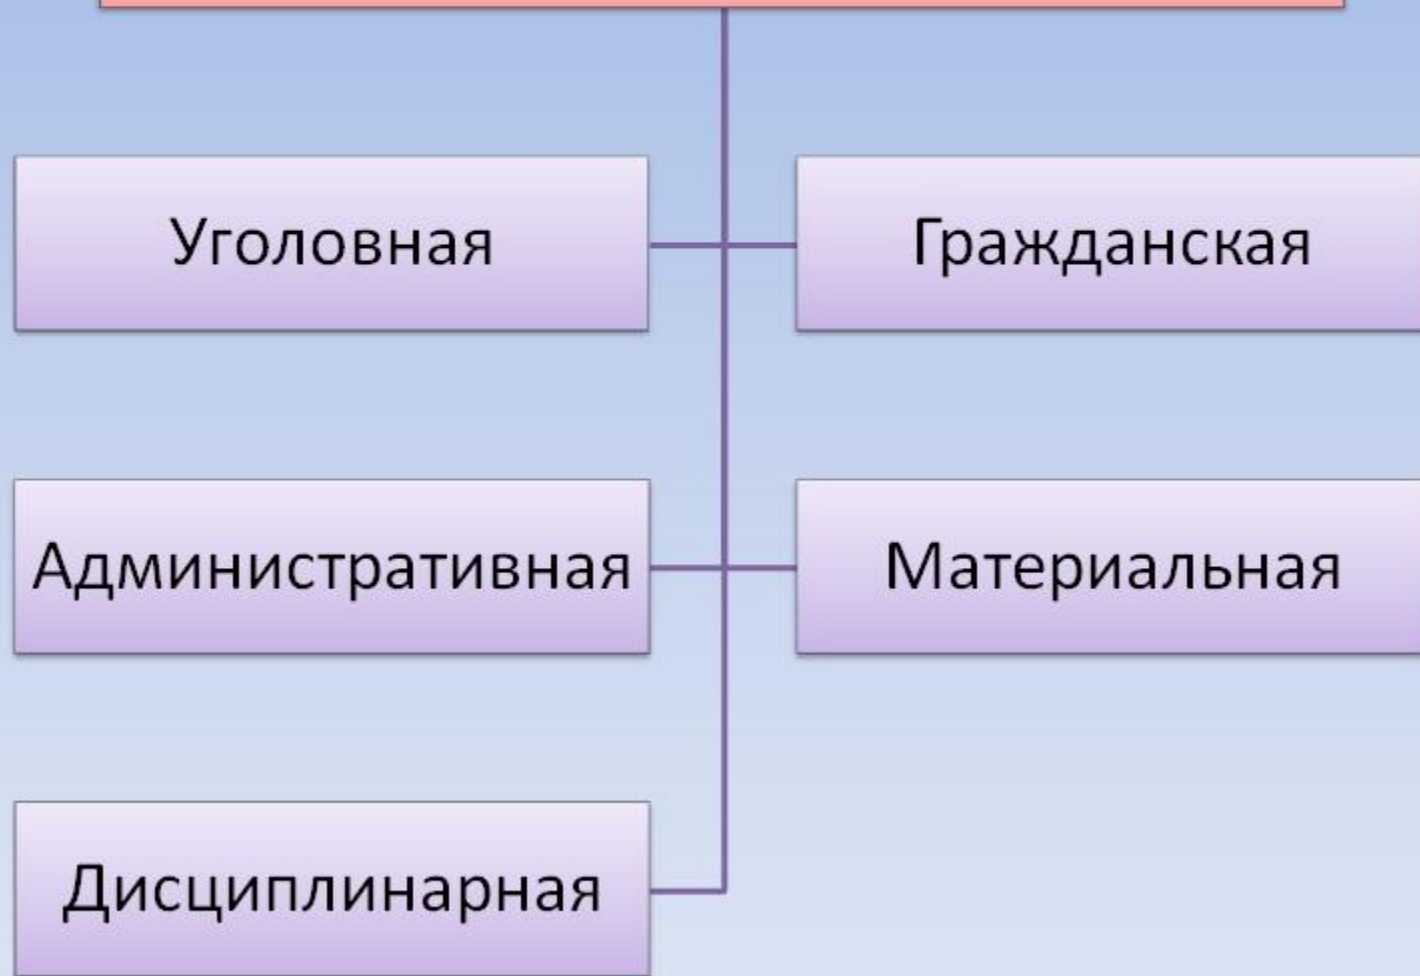 Уголовная
Гражданская
Административная
Материальная
Дисциплинарная